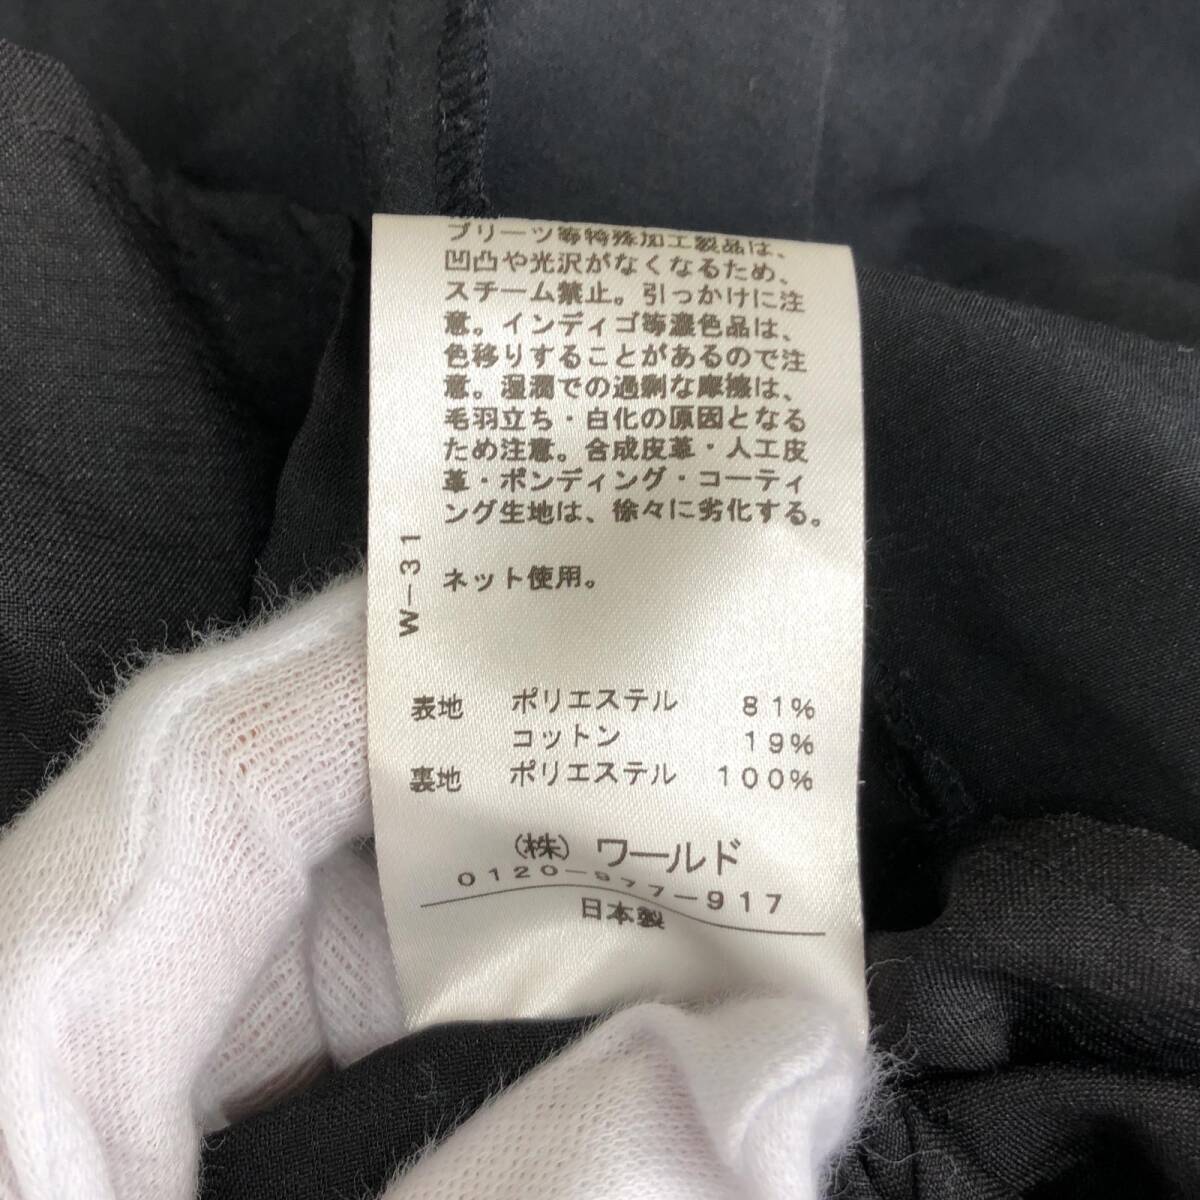 プリーツ等特殊加工製品は、
凹凸や光沢がなくなるため、
スチーム禁止。引っかけに注
意。インディゴ等濃色品は、
色移りすることがあるので注
意。湿潤での過剰な摩擦は、
毛羽立ち・白化の原因となる
ため注意。合成皮革・人工皮
革・ボンディング・コーティ
ング生地は、徐々に劣化する。
W-31
ネット使用。
表地 ポリエステル 81%
コットン 19%
裏地 ポリエステル 100%
(株) ワールド
0120-977-917
日本製